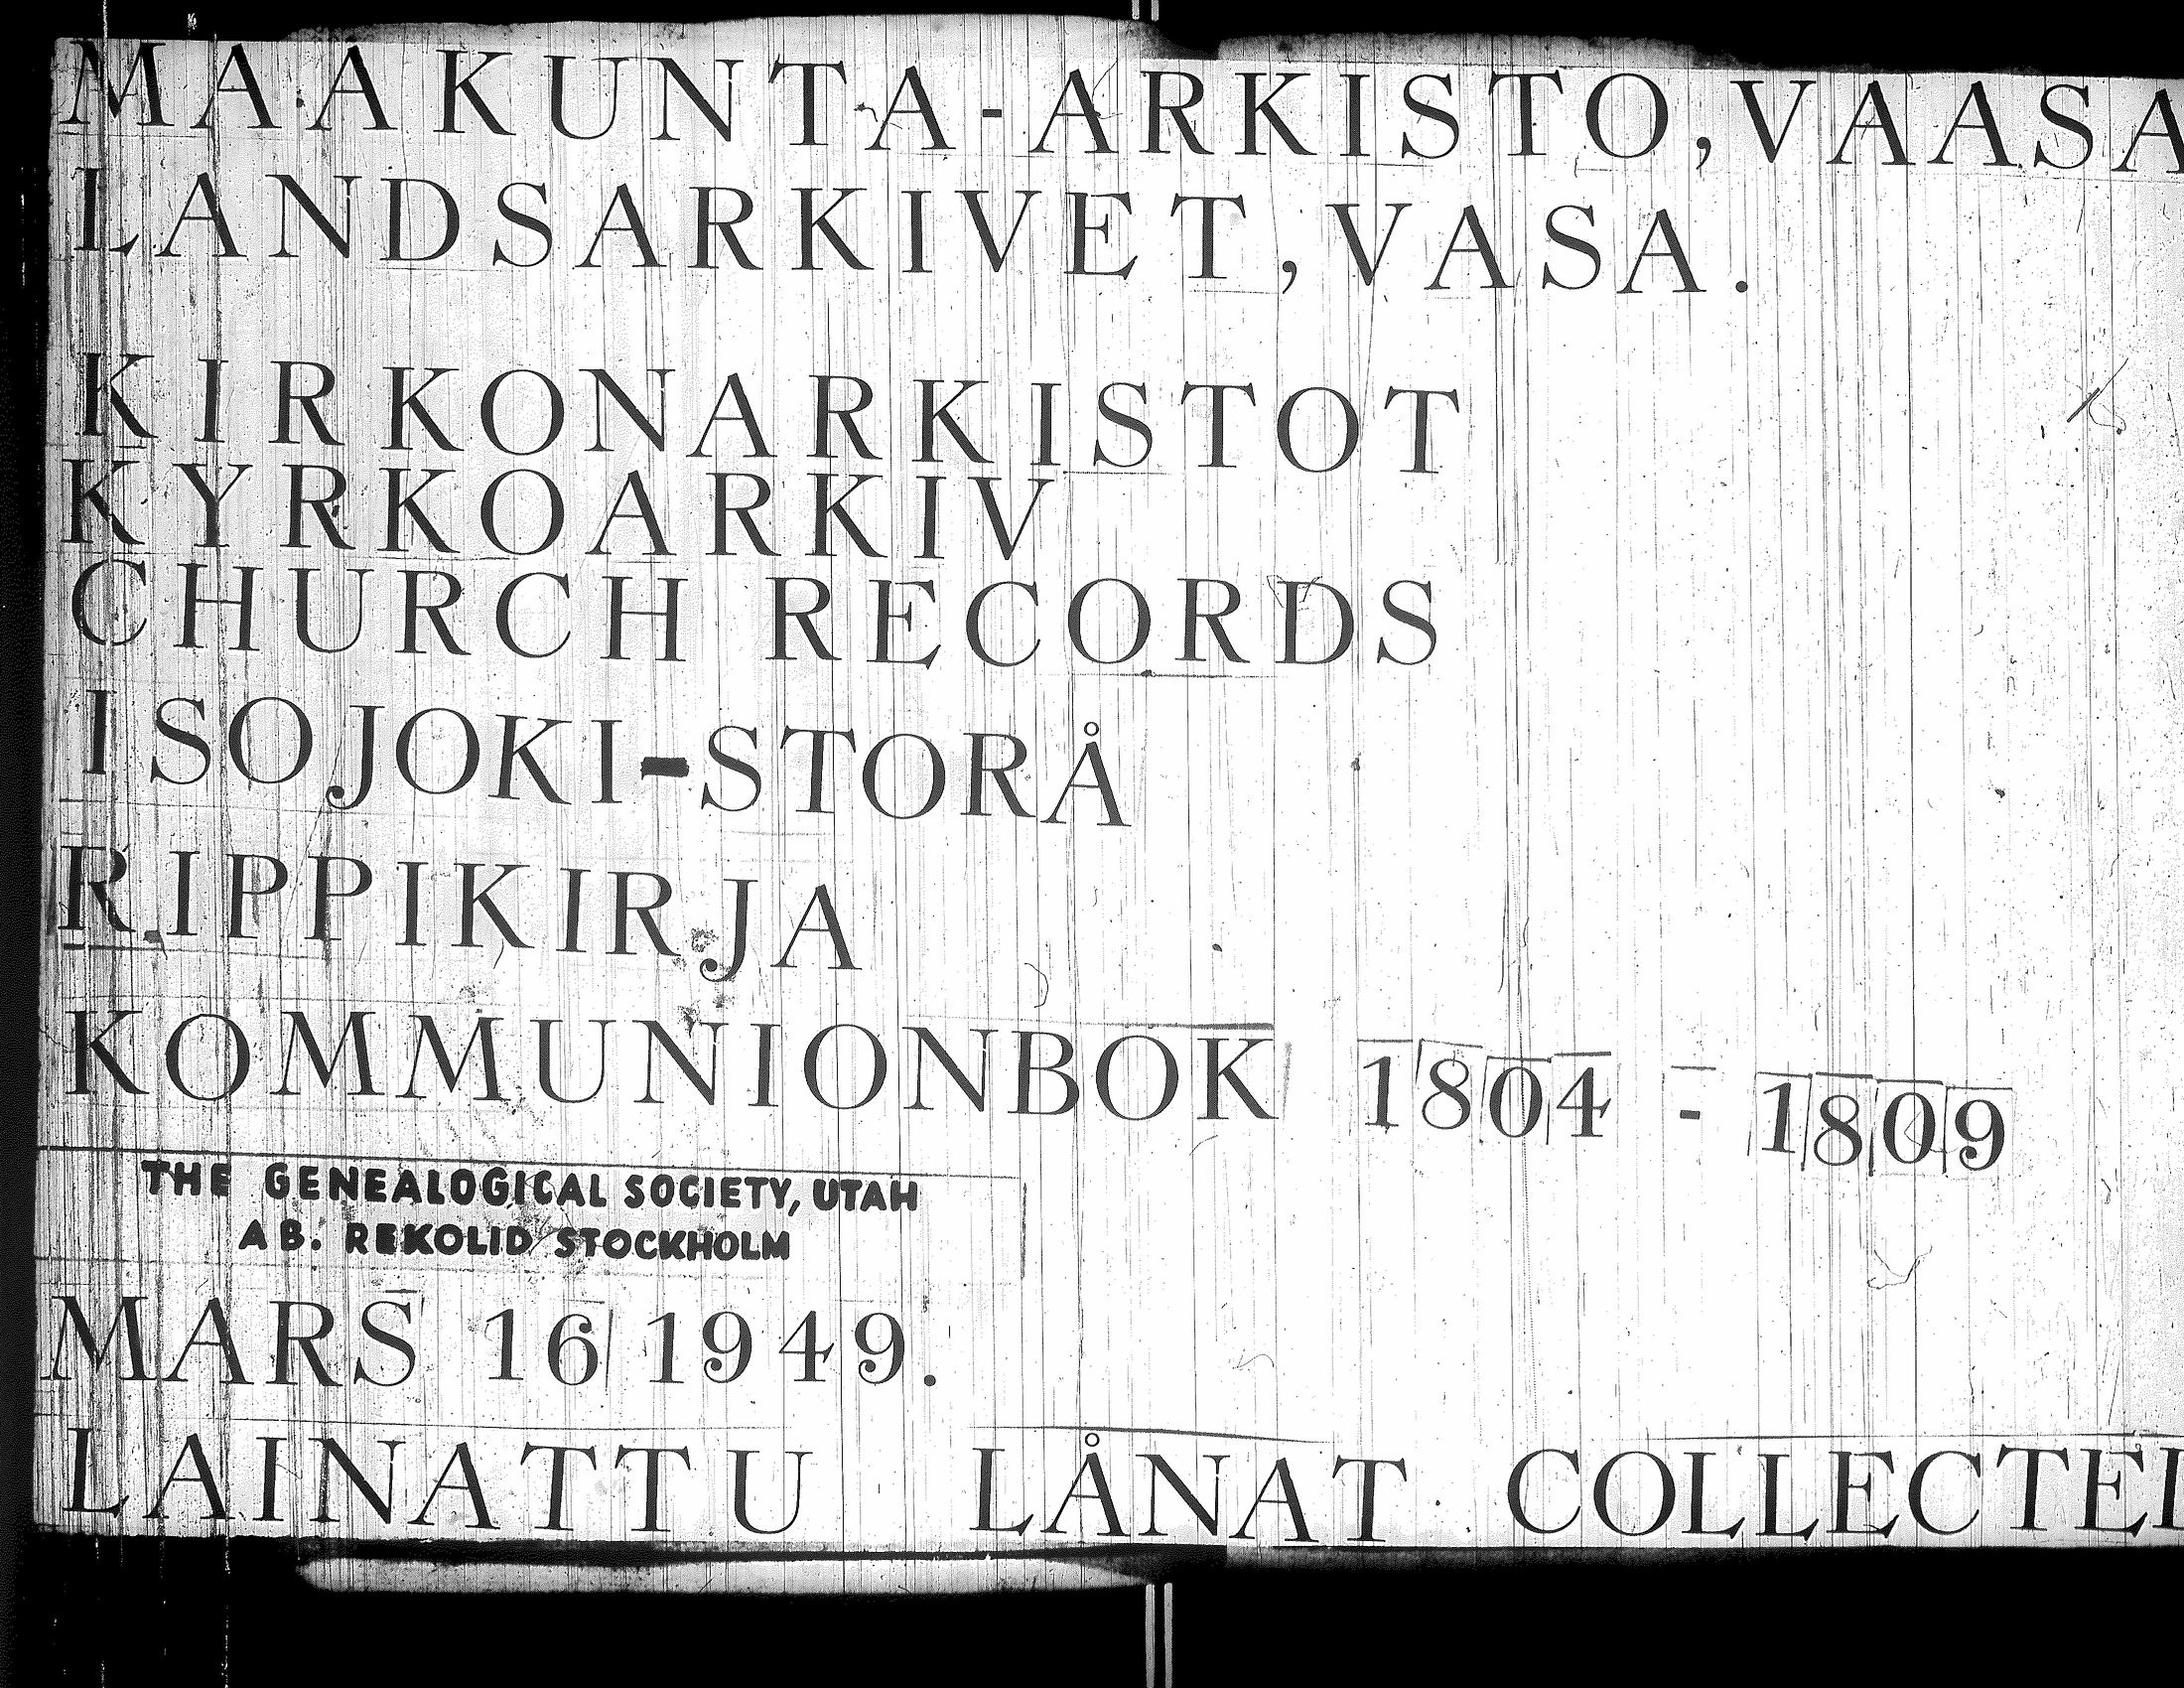 MAAKUNTA-ARKISTO, VAASA
LANDSARKIVET, VASA.
KIRKONARKISTOT
KYRKOARKIV
CHURCH RECORDS
ISOJOKI-STORÅ
RIPPIKIRJA
KOMMUNIONBOK 1804 - 1809
THE GENEALOGICAL SOCIETY, UTAH
AB. REKOLID STOCKHOLM
MARS 16 1949.
LAINATTU LÅNAT COLLECTE